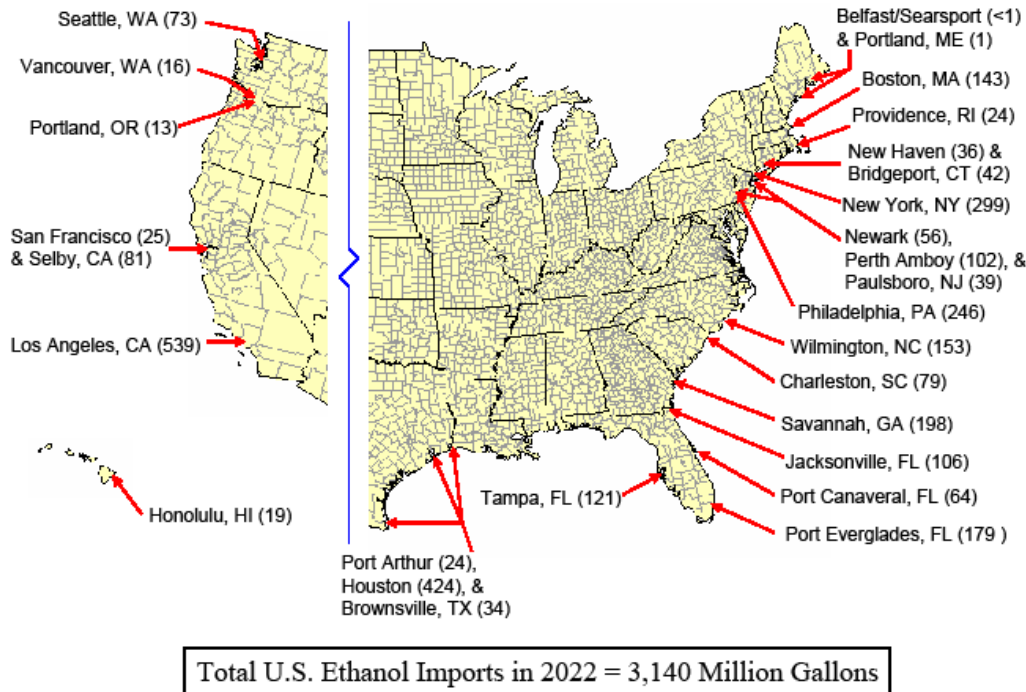 Seattle, WA (73)
Vancouver, WA (16)
Portland, OR (13)
San Francisco (25)
& Selby, CA (81)
Los Angeles, CA (539)
Honolulu, HI (19)
Belfast/Searsport (<1)
& Portland, ME (1)
Boston, MA (143)
Providence, RI (24)
New Haven (36) &
Bridgeport, CT (42)
New York, NY (299)
Newark (56),
Perth Amboy (102), &
Paulsboro, NJ (39)
Philadelphia, PA (246)
Wilmington, NC (153)
Charleston, SC (79)
Savannah, GA (198)
Jacksonville, FL (106)
Port Canaveral, FL (64)
Port Everglades, FL (179 )
Tampa, FL (121)
Port Arthur (24),
Houston (424), &
Brownsville, TX (34)
Total U.S. Ethanol Imports in 2022 = 3,140 Million Gallons